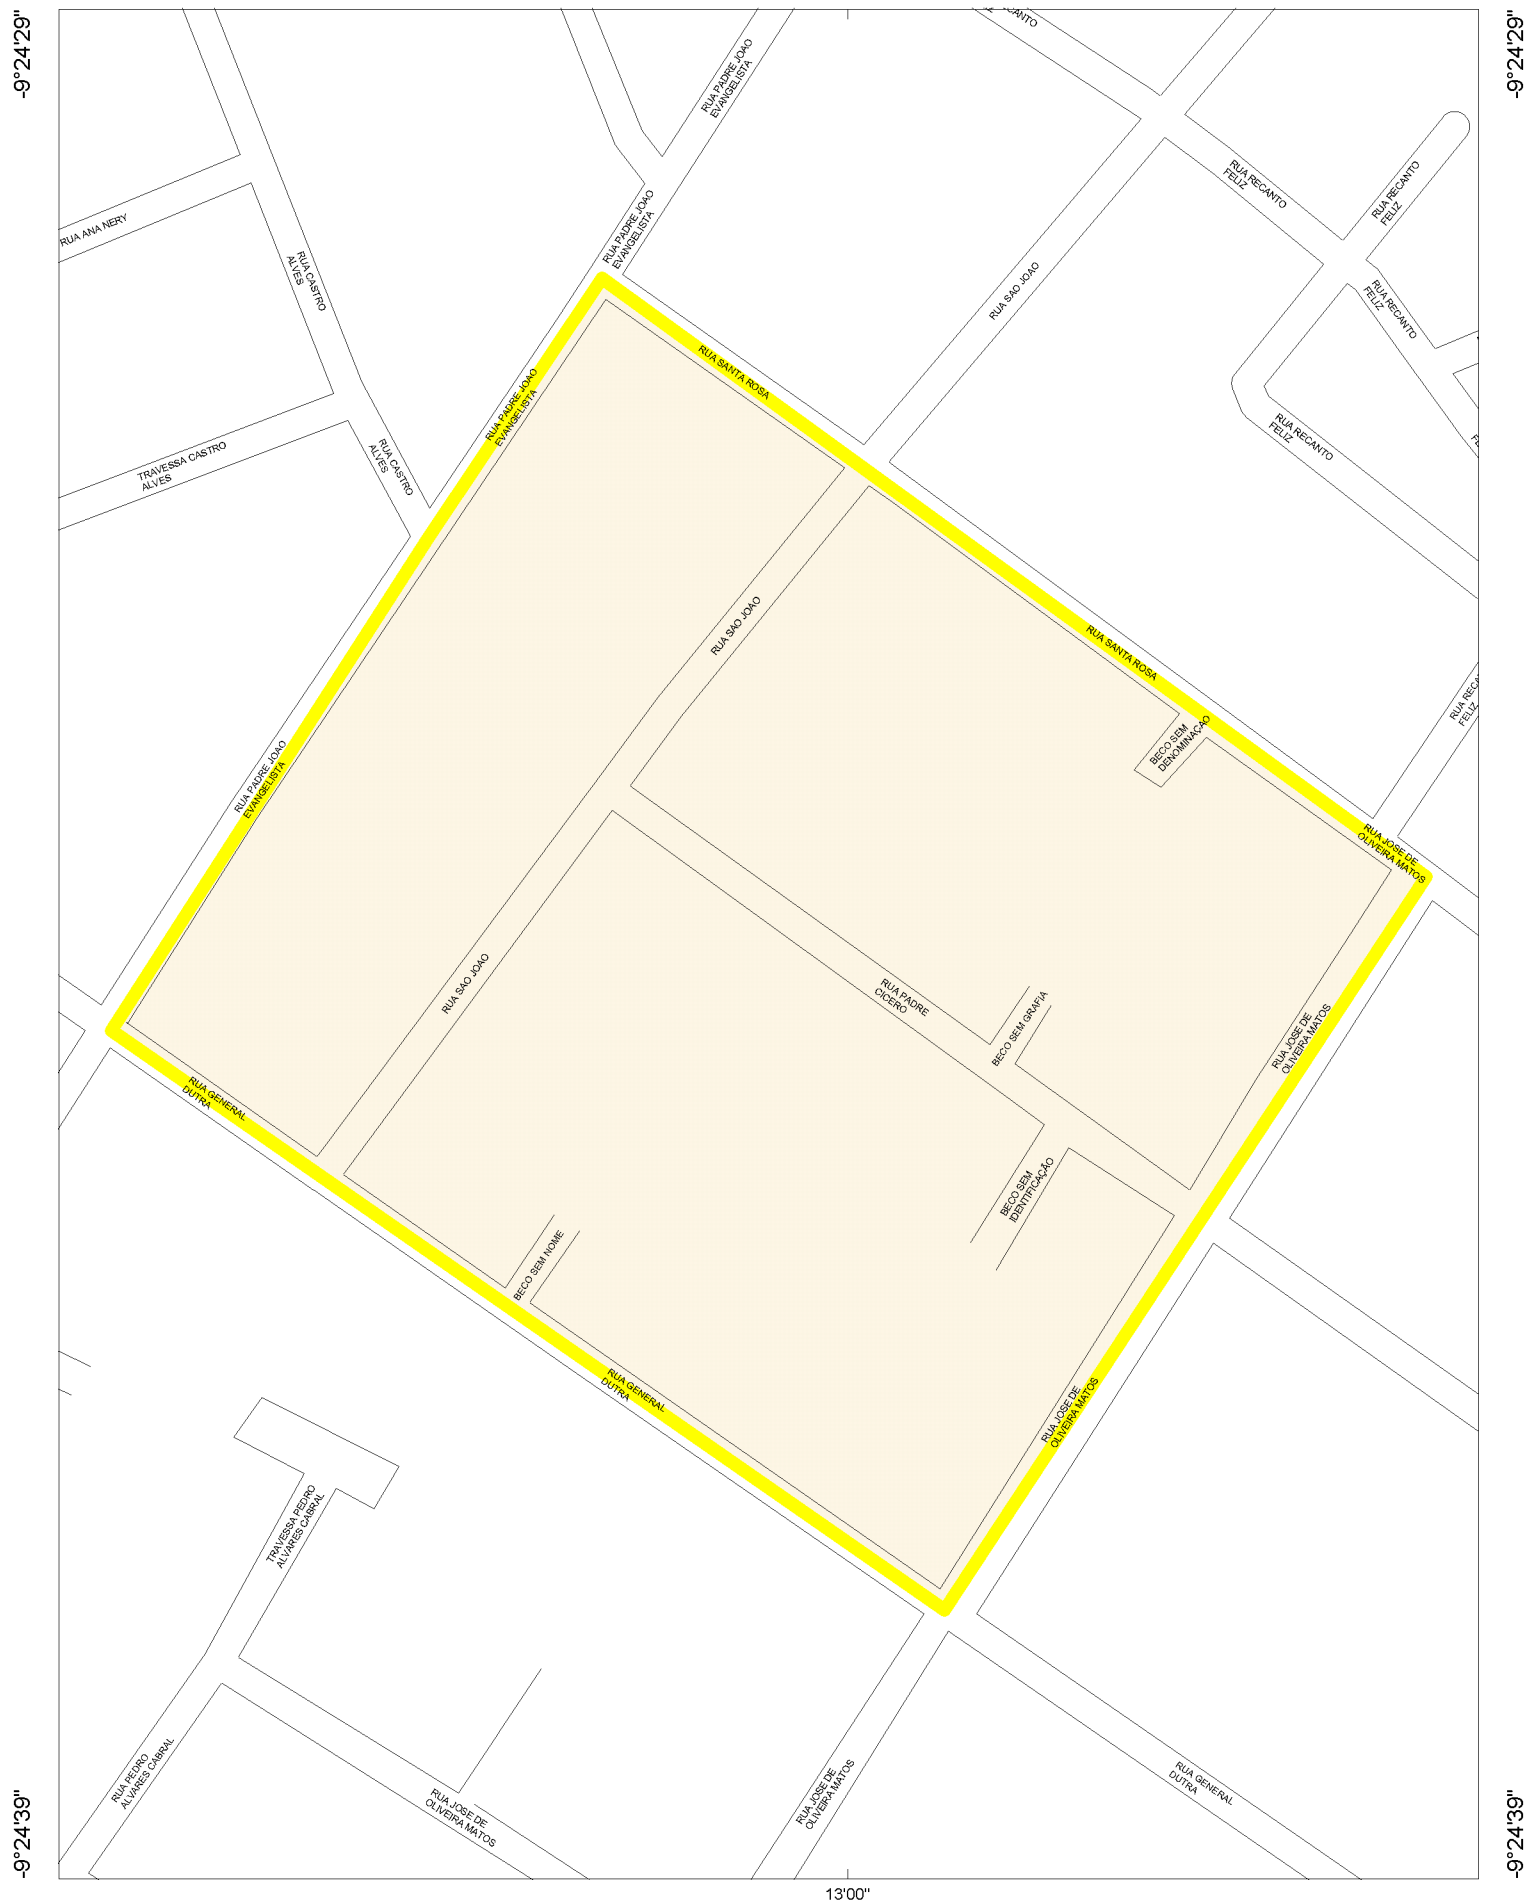 -9°24'29"
-9°24'29"
RUA PADRE JOAO
EVANGELISTA
RUA RECANTO
FELIZ
RUA RECANTO
FELIZ
RUA ANA NERY
RUA PADRE JOAO
EVANGELISTA
RUA CASTRO
ALVES
RUA SAO JOAO
RUA RECANTO
FELIZ
RUA SANTA ROSA
RUA PADRE JOAO
EVANGELISTA
RUA RECANTO
FELIZ
TRAVESSA CASTRO
ALVES
RUA CASTRO
ALVES
RUA SAO JOAO
RUA SANTA ROSA
FELIZ
BECO SEM
DENOMINAÇAO
RUA PADRE JOAO
EVANGELISTA
RUA JOSE DE
OLIVEIRA MATOS
RUA SAO JOAO
RUA PADRE
CICERO
BECO SEM GRAFIA
RUA JOSE DE
OLIVEIRA MATOS
RUA GENERAL
DUTRA
BECO SEM
IDENTIFICAÇÃO
BECO SEM NOME
RUA GENERAL
DUTRA
RUA JOSE DE
OLIVEIRA MATOS
TRAVESSA PEDRO
ALVARES CABRAL
RUA PEDRO
ALVARES CABRAL
RUA JOSE DE
OLIVEIRA MATOS
RUA JOSE DE
OLIVEIRA MATOS
RUA GENERAL
DUTRA
-9°24'39"
-9°24'39"
13'00"